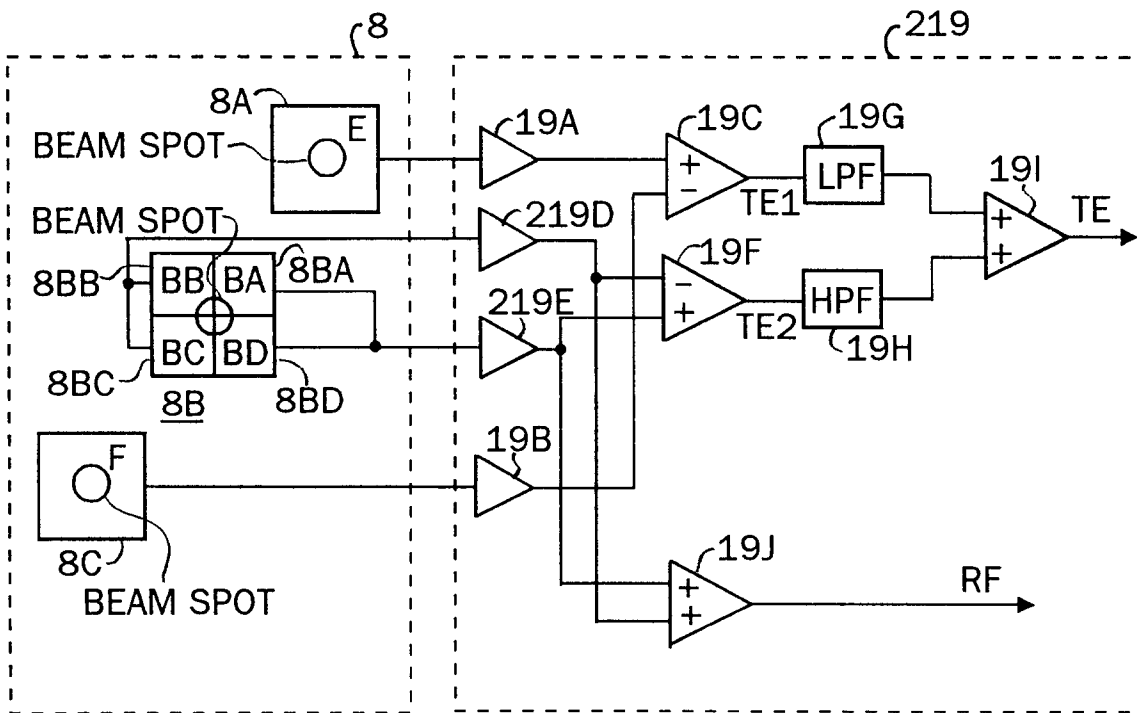 8
219
8A
E
BEAM SPOT
19A
19C
+
−
TE1
19G
LPF
19I
+
+
TE
BEAM SPOT
219D
8BB
BB
BA
8BA
BC
BD
8BC
8B
8BD
219E
19F
−
+
TE2
HPF
19H
F
8C
BEAM SPOT
19B
19J
+
+
RF